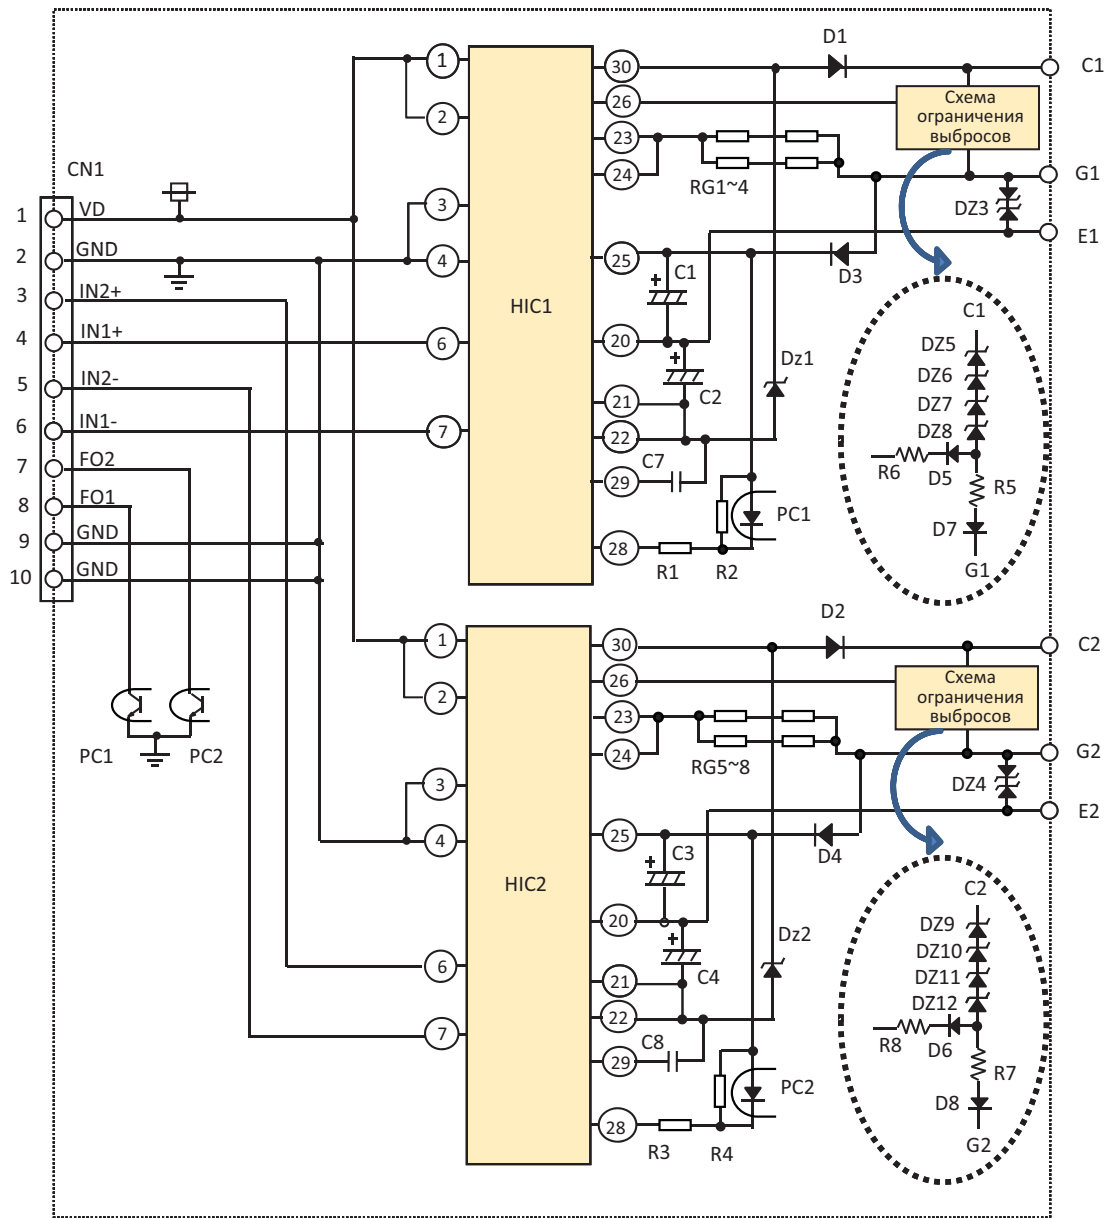 CN1
1 VD
2 GND
3 IN2+
4 IN1+
5 IN2-
6 IN1-
7 FO2
8 FO1
9 GND
10 GND
PC1
PC2
HIC1
1
2
3
4
6
7
30
26
23
24
25
20
21
22
29
28
D1
C1
Схема
ограничения
выбросов
RG1~4
G1
DZ3
E1
D3
+
C1
+
C2
Dz1
C7
PC1
R1
R2
C1
DZ5
DZ6
DZ7
DZ8
R6
D5
R5
D7
G1
HIC2
1
2
3
4
6
7
30
26
23
24
25
20
21
22
29
28
D2
C2
Схема
ограничения
выбросов
RG5~8
G2
DZ4
E2
D4
+
C3
+
C4
Dz2
C8
PC2
R3
R4
C2
DZ9
DZ10
DZ11
DZ12
R8
D6
R7
D8
G2